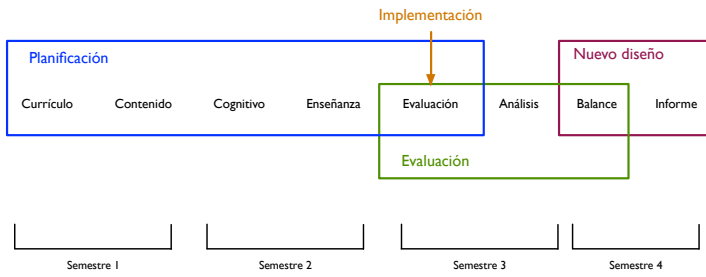 Implementación
Planificación
Nuevo diseño
Currículo Contenido Cognitivo Enseñanza Evaluación Análisis Balance Informe
Evaluación
Semestre 1 Semestre 2 Semestre 3 Semestre 4